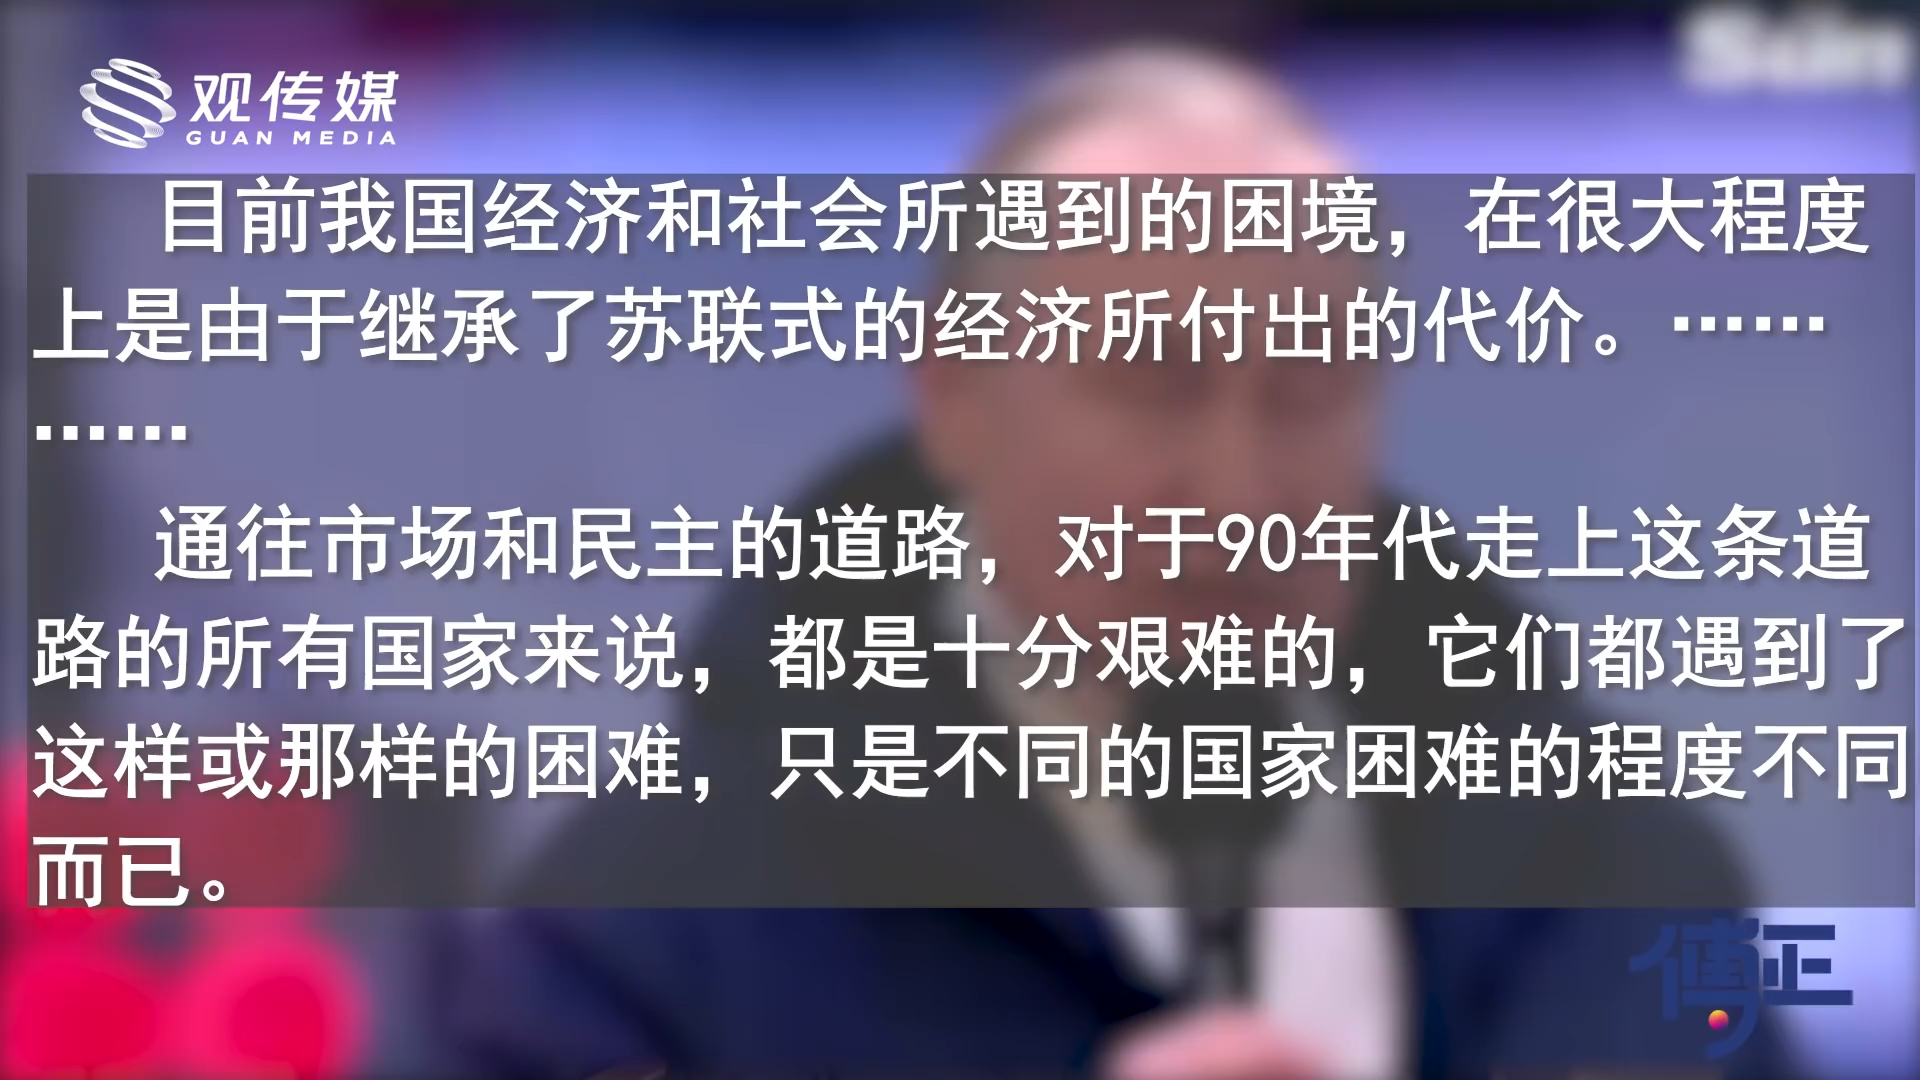 观传媒
GUAN MEDIA
目前我国经济和社会所遇到的困境，在很大程度
上是由于继承了苏联式的经济所付出的代价。……
……
通往市场和民主的道路，对于90年代走上这条道
路的所有国家来说，都是十分艰难的，它们都遇到了
这样或那样的困难，只是不同的国家困难的程度不同
而已。
傅正